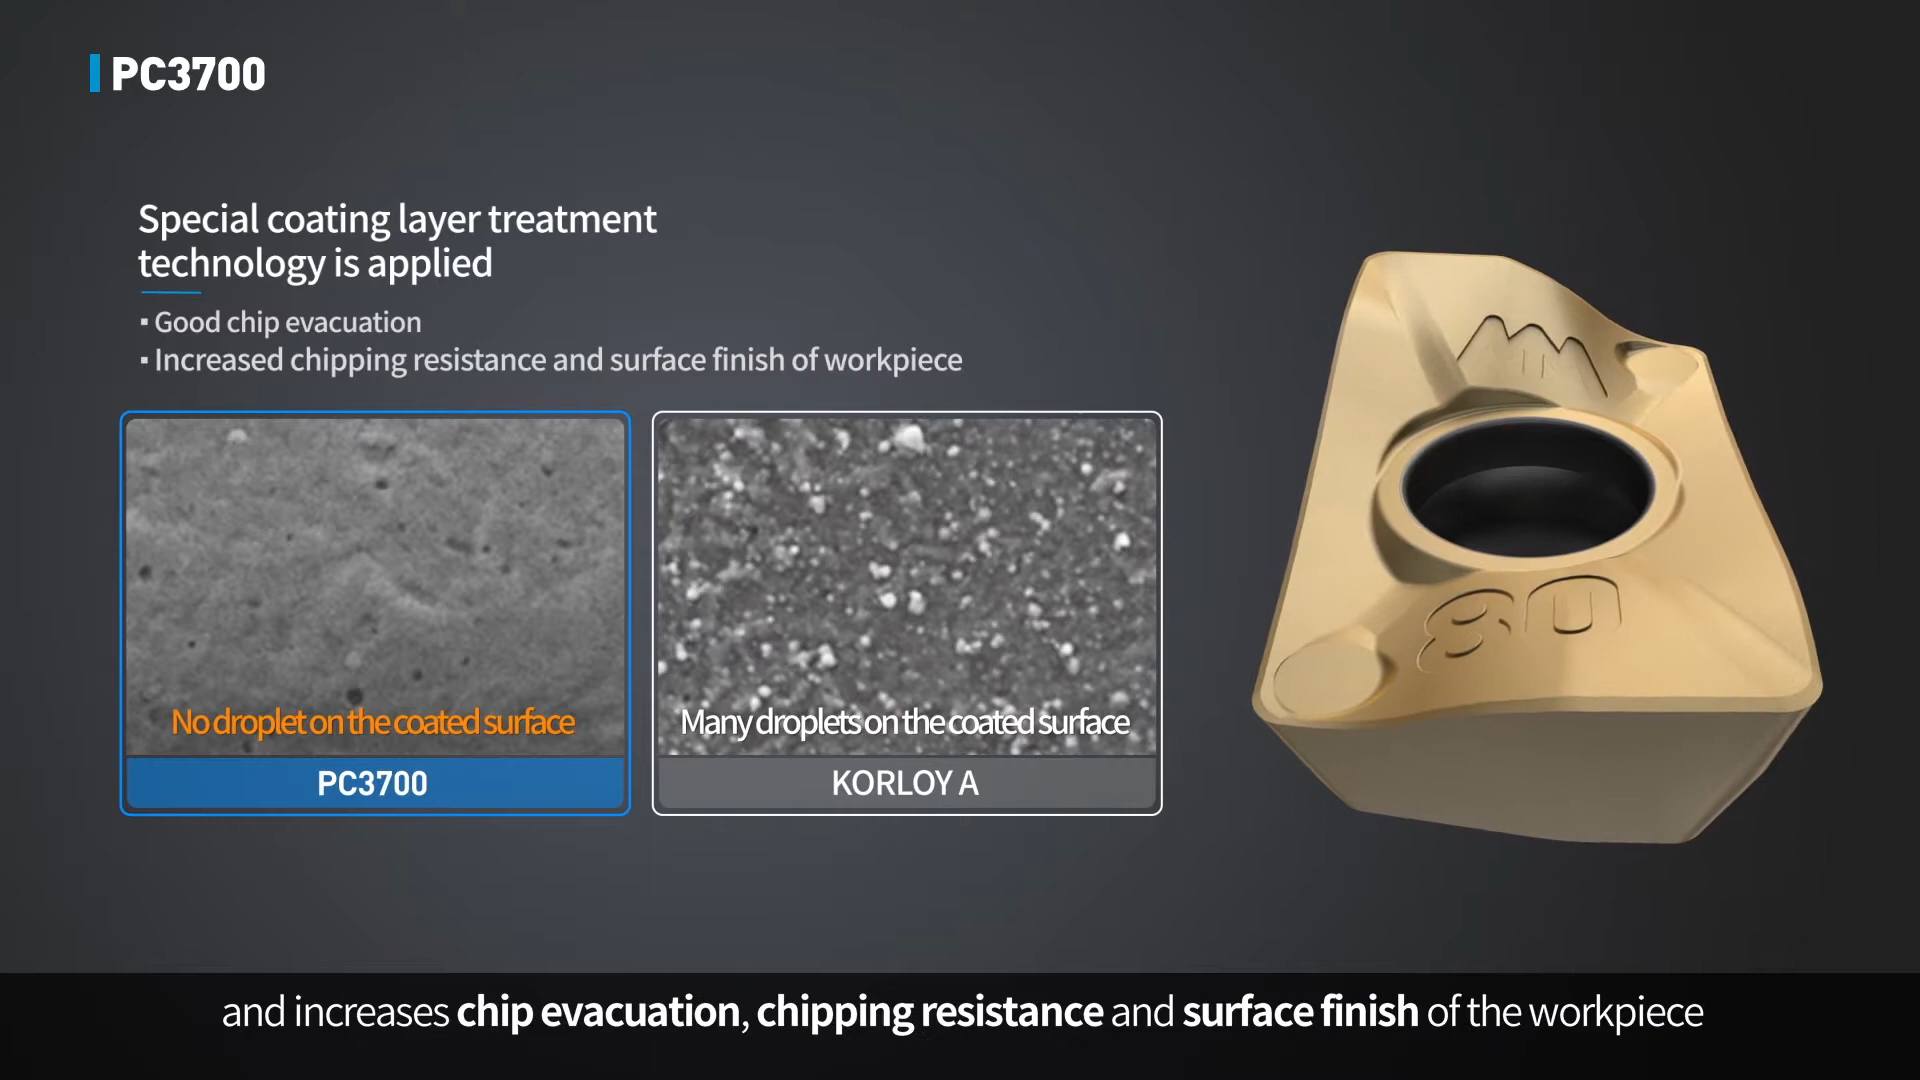 PC3700
Special coating layer treatment
technology is applied
▪ Good chip evacuation
▪ Increased chipping resistance and surface finish of workpiece
No droplet on the coated surface
Many droplets on the coated surface
PC3700
KORLOY A
and increases chip evacuation, chipping resistance and surface finish of the workpiece